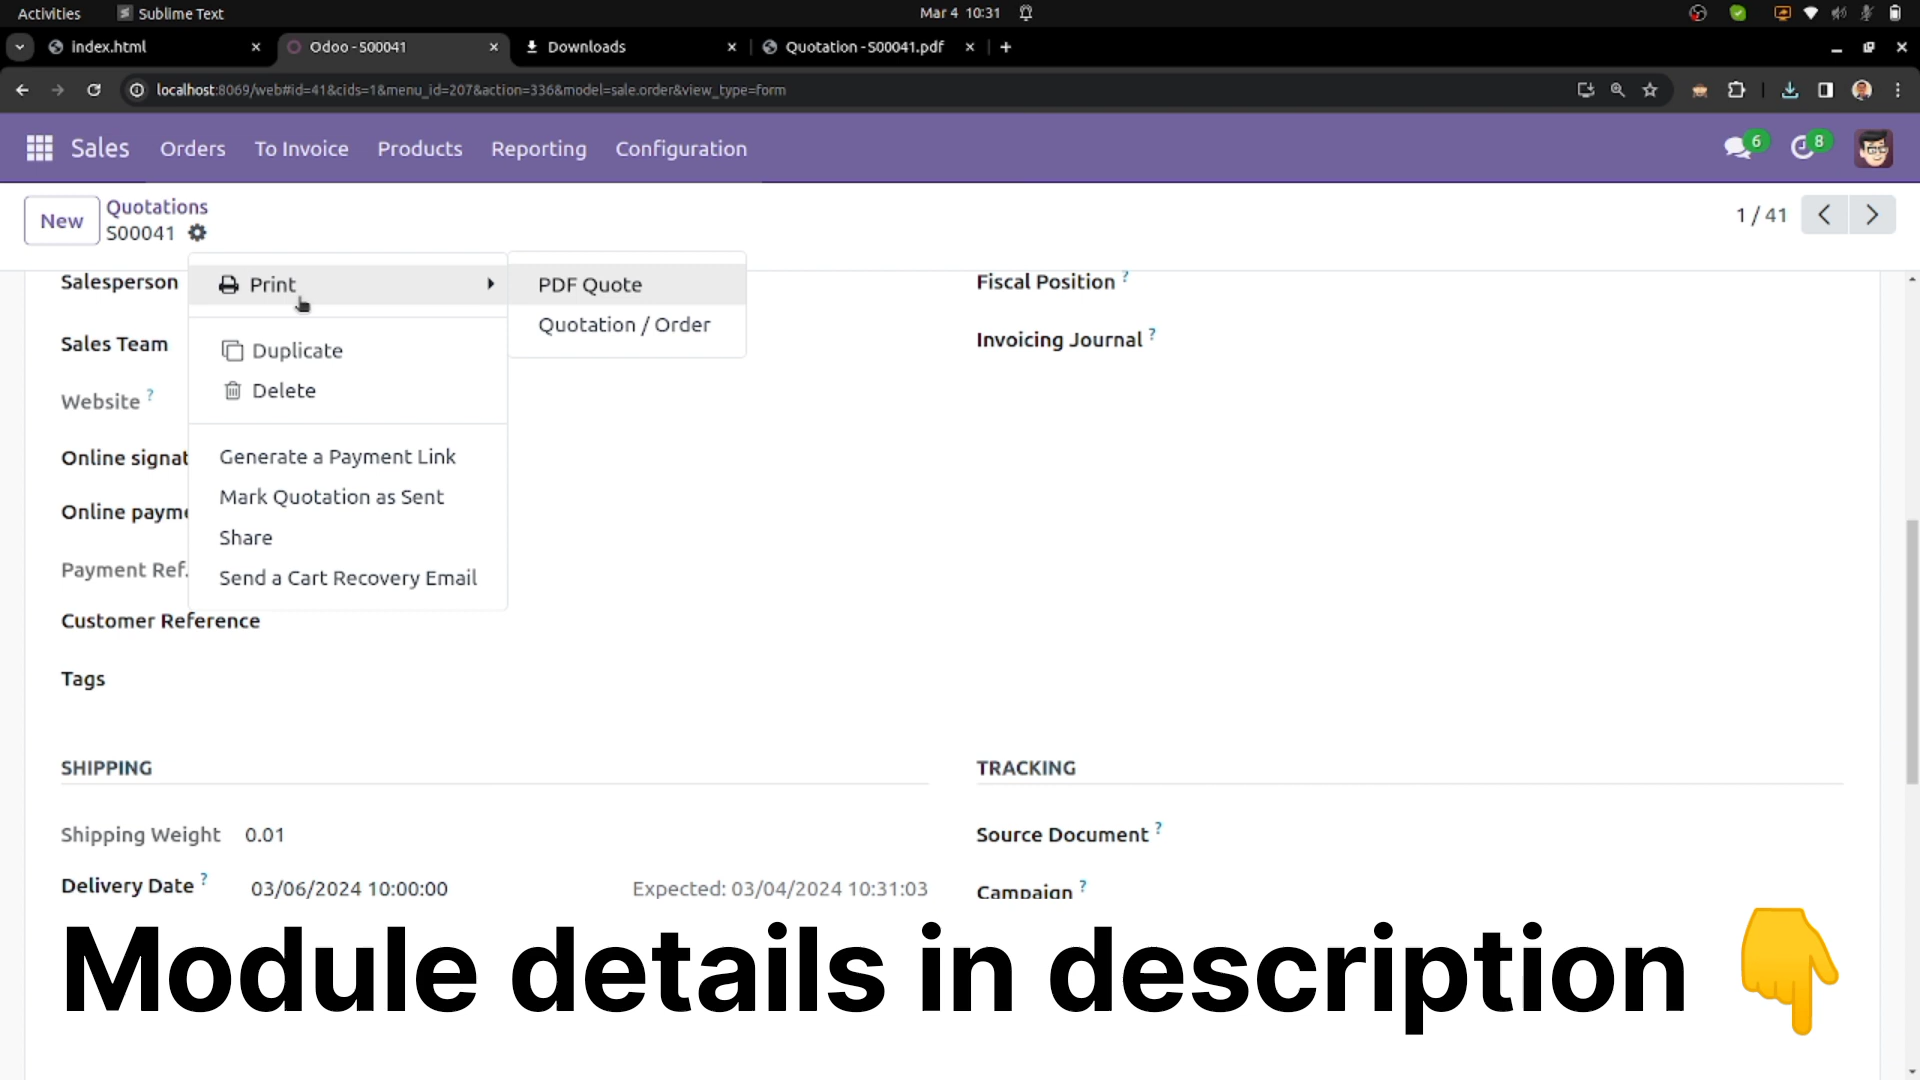 Activities Sublime Text Mar 4 10:31
index.html Odoo - S00041 Downloads Quotation - S00041.pdf
localhost:8069/web#id=41&cids=1&menu_id=207&action=336&model=sale.order&view_type=form
Sales Orders To Invoice Products Reporting Configuration 6 8
New Quotations 1 / 41
S00041
Salesperson Print PDF Quote Fiscal Position ?
Quotation / Order
Sales Team Duplicate Invoicing Journal ?
Website ? Delete
Online signat Generate a Payment Link
Online payme Mark Quotation as Sent
Share
Payment Ref. Send a Cart Recovery Email
Customer Reference
Tags
SHIPPING TRACKING
Shipping Weight 0.01 Source Document ?
Delivery Date ? 03/06/2024 10:00:00 Expected: 03/04/2024 10:31:03 Campaign ?
Module details in description